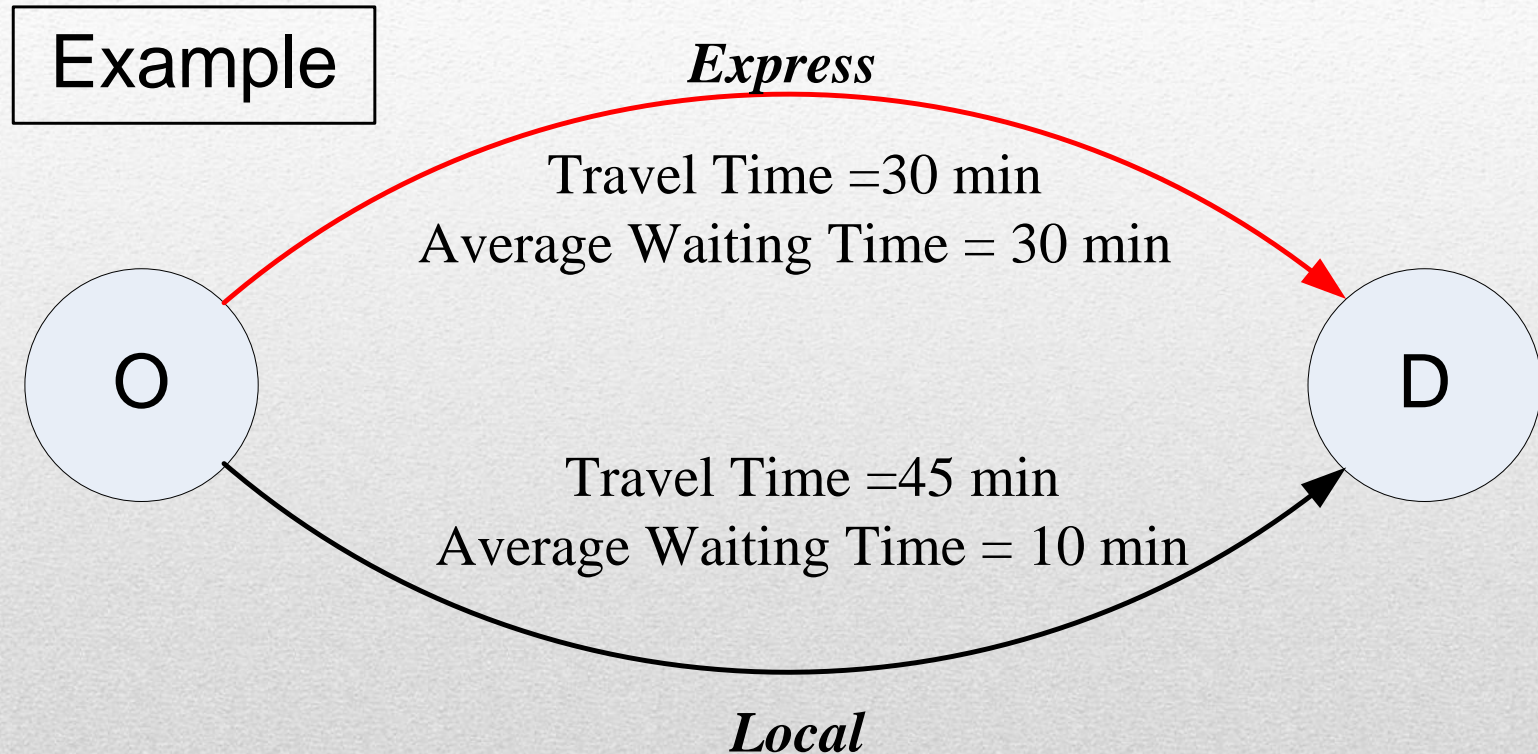 Example
Express
Travel Time =30 min
Average Waiting Time = 30 min
O
D
Travel Time =45 min
Average Waiting Time = 10 min
Local